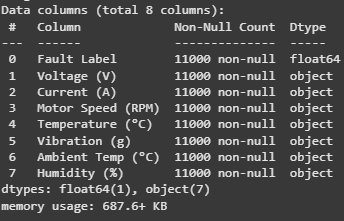 Data columns (total 8 columns):
 #   Column             Non-Null Count  Dtype
---  ------             --------------  -----
 0   Fault Label        11000 non-null  float64
 1   Voltage (V)        11000 non-null  object
 2   Current (A)        11000 non-null  object
 3   Motor Speed (RPM)  11000 non-null  object
 4   Temperature (°C)   11000 non-null  object
 5   Vibration (g)      11000 non-null  object
 6   Ambient Temp (°C)  11000 non-null  object
 7   Humidity (%)       11000 non-null  object
dtypes: float64(1), object(7)
memory usage: 687.6+ KB